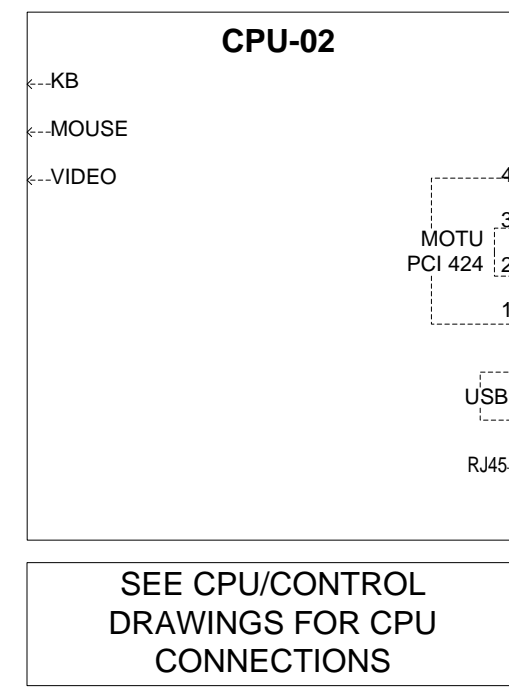 CPU-02
KB
MOUSE
VIDEO
4
3
MOTU
PCI 424
2
1
USB
RJ45
SEE CPU/CONTROL
DRAWINGS FOR CPU
CONNECTIONS